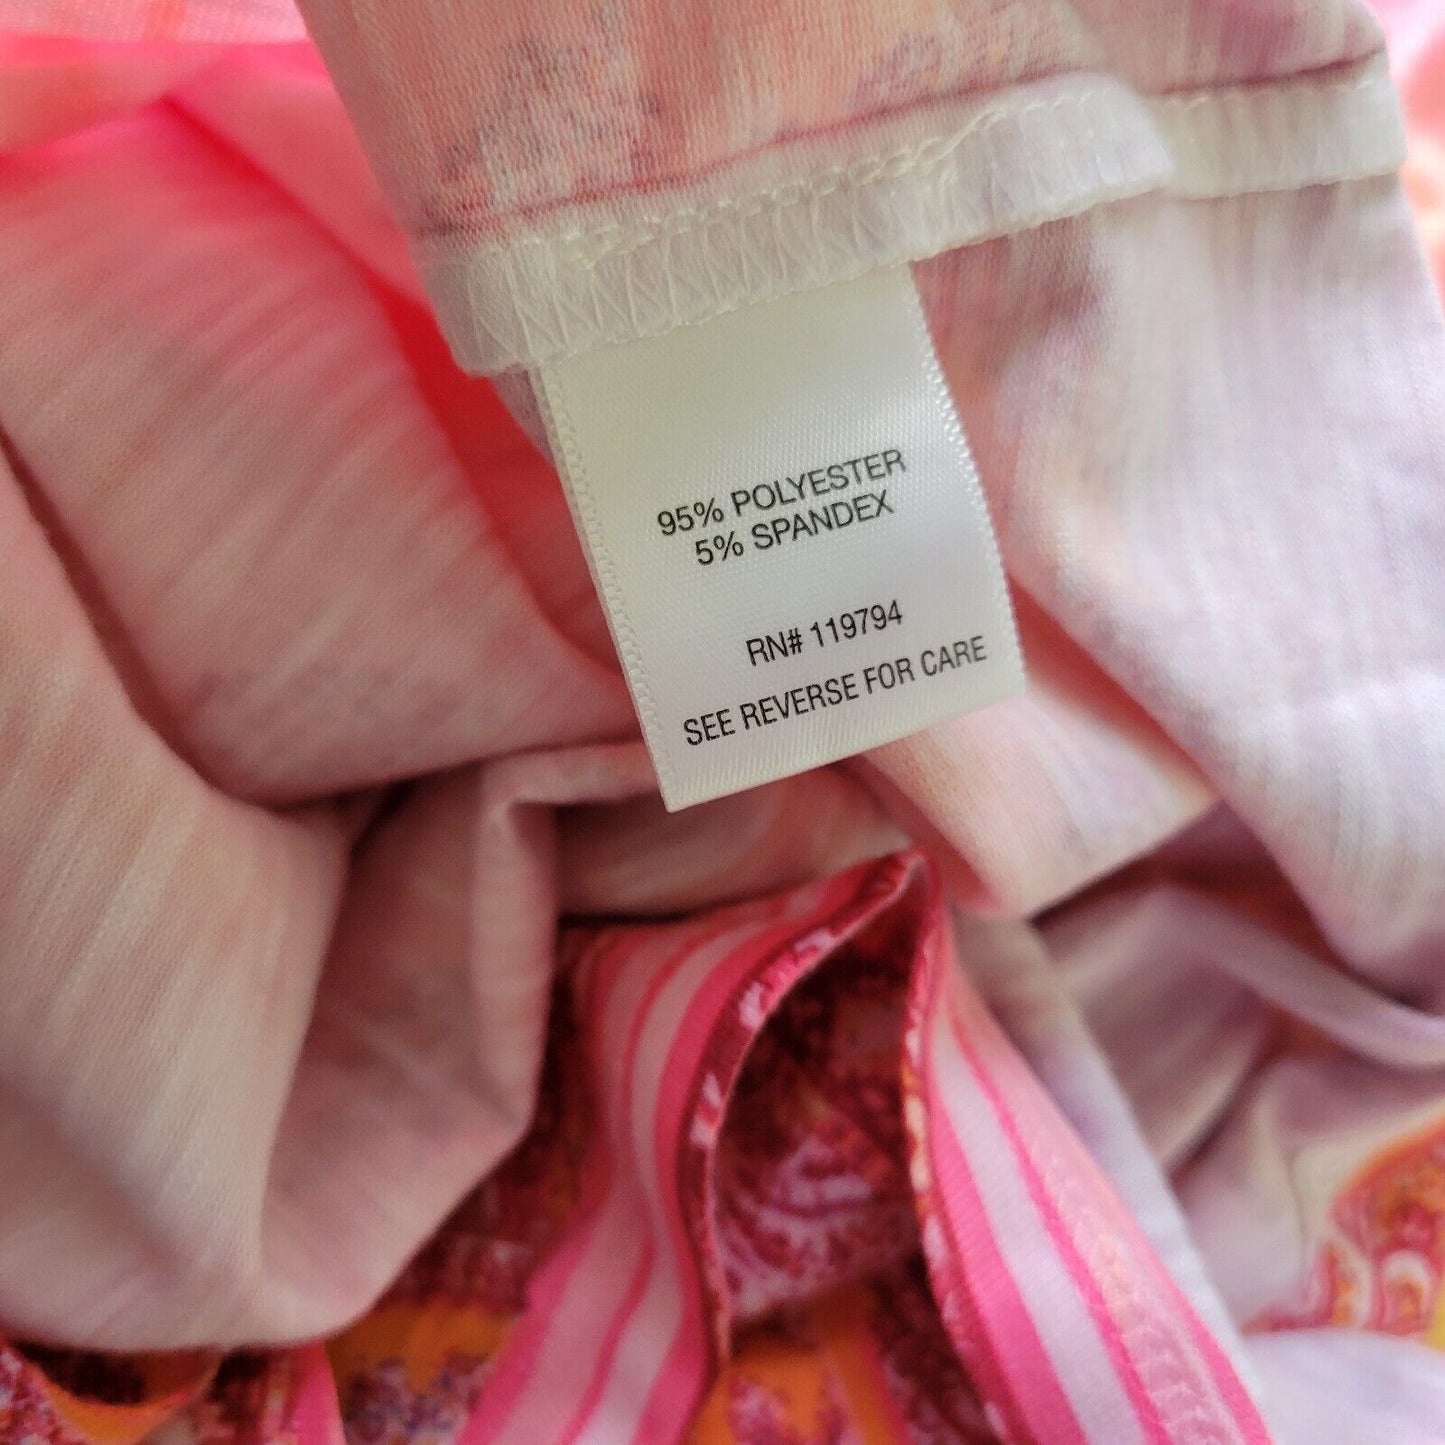 95% POLYESTER
5% SPANDEX
RN# 119794
SEE REVERSE FOR CARE